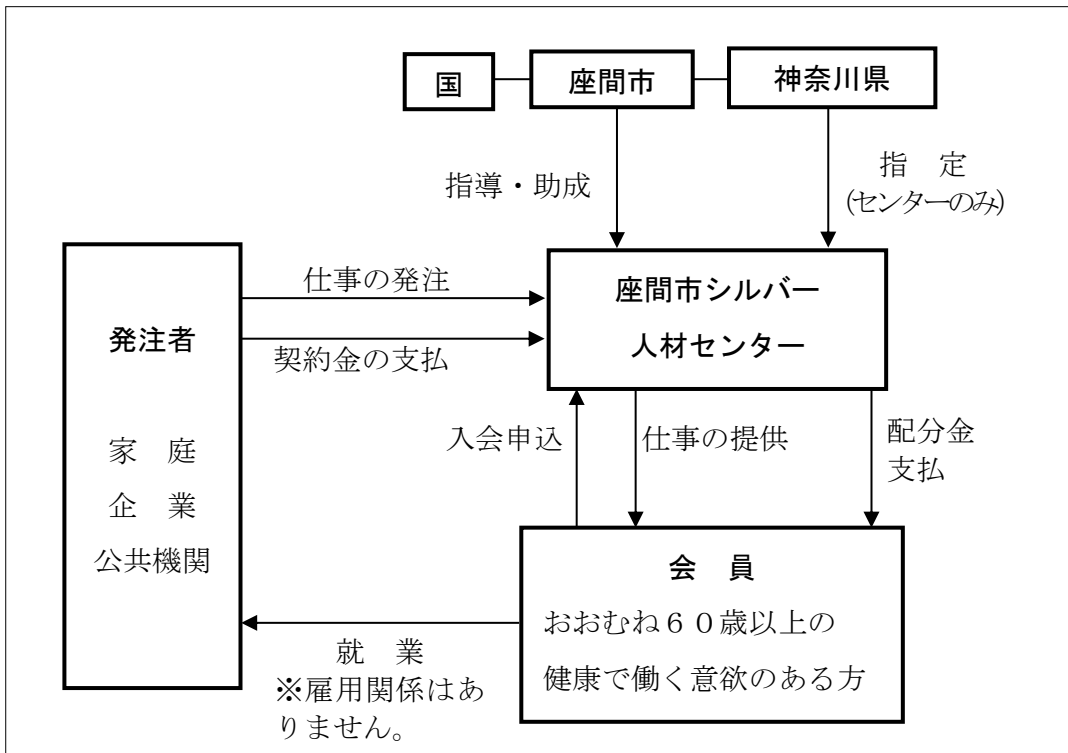 国
座間市
神奈川県
指導・助成
指　定
(センターのみ)
仕事の発注
契約金の支払
座間市シルバー
人材センター
発注者
家　庭
企　業
公共機関
入会申込
仕事の提供
配分金
支払
会　員
おおむね６０歳以上の
健康で働く意欲のある方
就　業
※雇用関係はあ
りません。